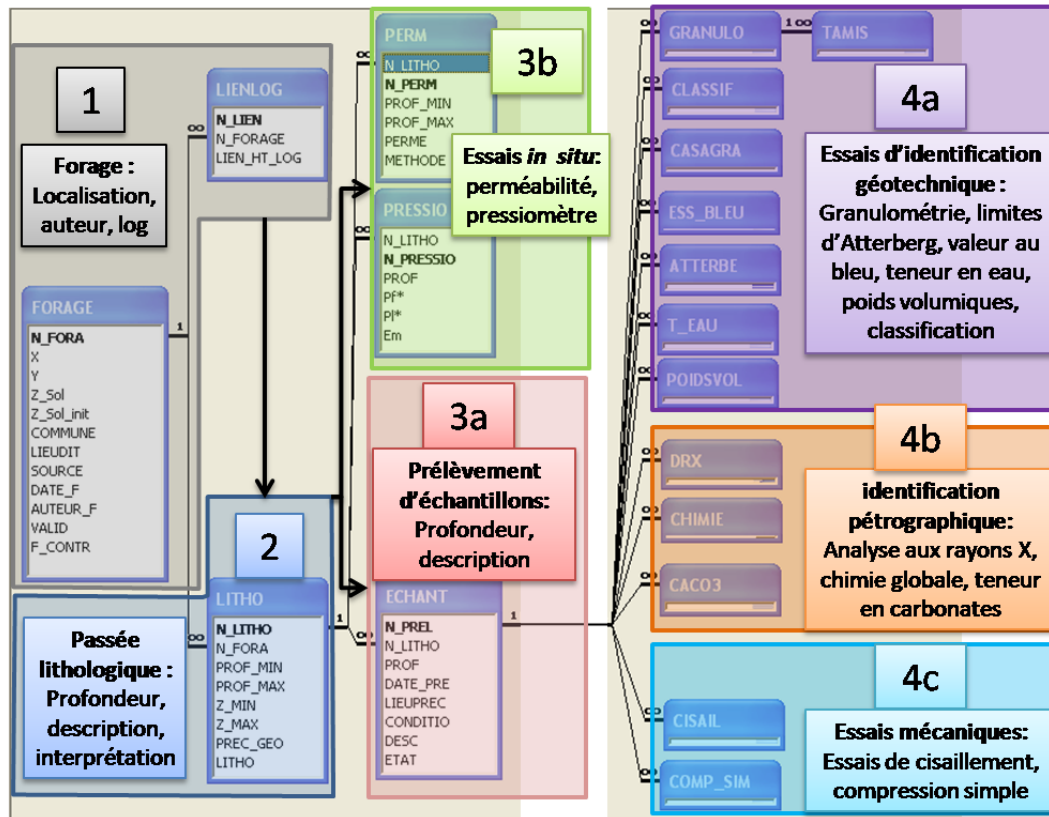 1
Forage :
Localisation,
auteur, log
LIENLOG
N_LIEN
N_FORAGE
LIEN_HT_LOG
∞
FORAGE
N_FORA
X
Y
Z_Sol
Z_Sol_init
COMMUNE
LIEUDIT
SOURCE
DATE_F
AUTEUR_F
VALID
F_CONTR
1
2
Passée
lithologique :
Profondeur,
description,
interprétation
∞
LITHO
N_LITHO
N_FORA
PROF_MIN
PROF_MAX
Z_MIN
Z_MAX
PREC_GEO
LITHO
1
3b
Essais in situ:
perméabilité,
pressiomètre
∞
PERM
N_LITHO
N_PERM
PROF_MIN
PROF_MAX
PERME
METHODE
∞
PRESSIO
N_LITHO
N_PRESSIO
PROF
Pf*
Pl*
Em
3a
Prélèvement
d'échantillons:
Profondeur,
description
∞
ECHANT
N_PREL
N_LITHO
PROF
DATE_PRE
LIEUPREC
CONDITIO
DESC
ETAT
1
4a
Essais d'identification
géotechnique :
Granulométrie, limites
d'Atterberg, valeur au
bleu, teneur en eau,
poids volumiques,
classification
∞ GRANULO 1 ∞ TAMIS
∞ CLASSIF
∞ CASAGRA
∞ ESS_BLEU
∞ ATTERBE
∞ T_EAU
∞ POIDSVOL
4b
identification
pétrographique:
Analyse aux rayons X,
chimie globale, teneur
en carbonates
∞ DRX
∞ CHIMIE
∞ CACO3
4c
Essais mécaniques:
Essais de cisaillement,
compression simple
∞ CISAIL
∞ COMP_SIM